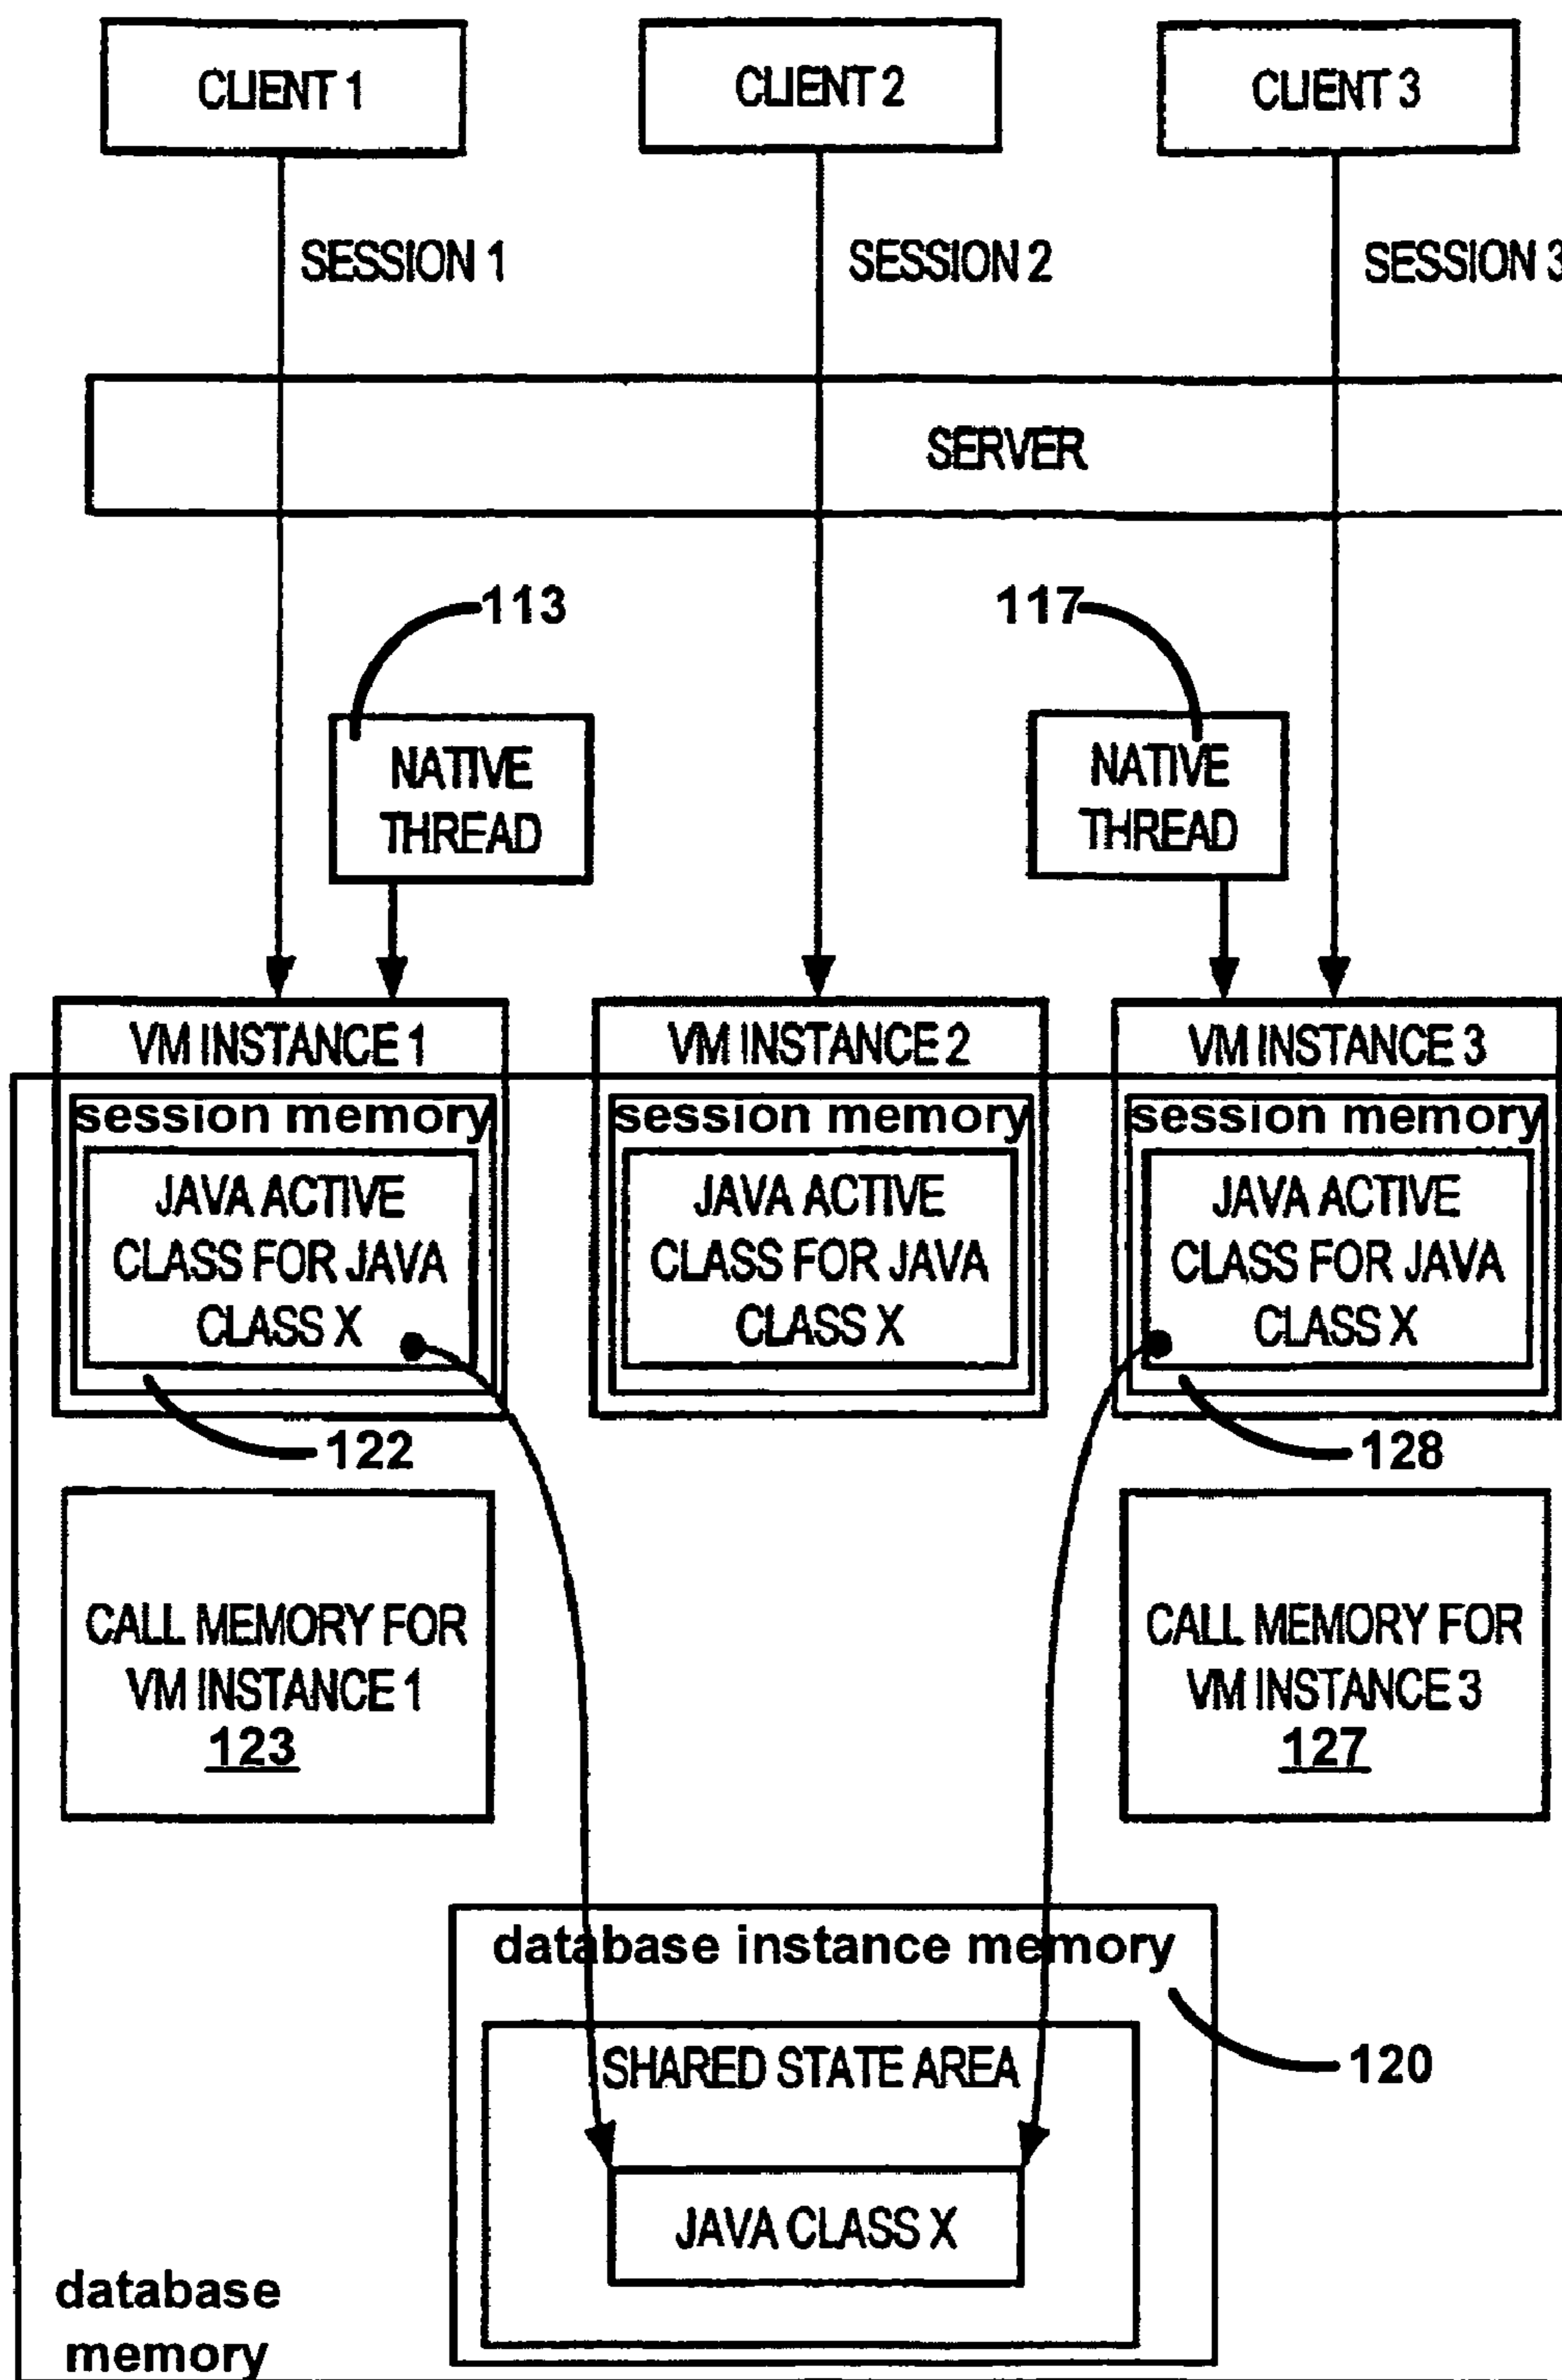 CLIENT 1
CLIENT 2
CLIENT 3
SESSION 1
SESSION 2
SESSION 3
SERVER
113
117
NATIVE
THREAD
NATIVE
THREAD
VM INSTANCE 1
VM INSTANCE 2
VM INSTANCE 3
session memory
session memory
session memory
JAVA ACTIVE
CLASS FOR JAVA
CLASS X
JAVA ACTIVE
CLASS FOR JAVA
CLASS X
JAVA ACTIVE
CLASS FOR JAVA
CLASS X
122
128
CALL MEMORY FOR
VM INSTANCE 1
123
CALL MEMORY FOR
VM INSTANCE 3
127
database instance memory
120
SHARED STATE AREA
JAVA CLASS X
database
memory